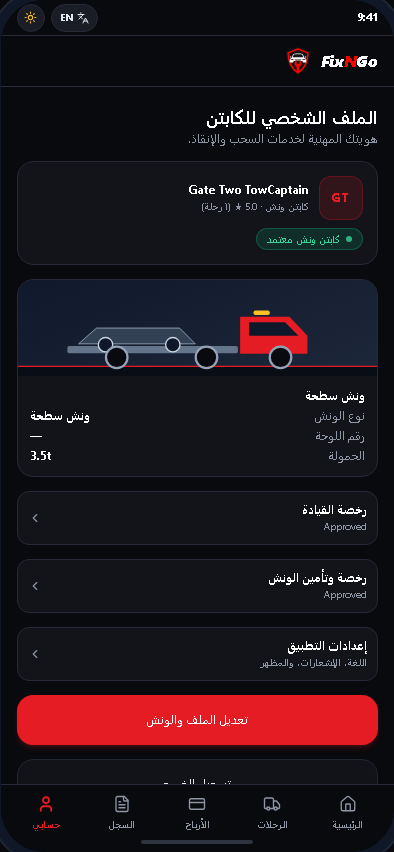 9:41
EN
FixNGo
الملف الشخصي للكابتن
هويتك المهنية لخدمات السحب والإنقاذ.
GT
Gate Two TowCaptain
كابتن ونش · 5.0 ★ (١ رحلة)
كابتن ونش معتمد
ونش سطحة
نوع الونش ونش سطحة
رقم اللوحة —
الحمولة 3.5t
رخصة القيادة
Approved
رخصة وتأمين الونش
Approved
إعدادات التطبيق
اللغة، الإشعارات، والمظهر
تعديل الملف والونش
الرئيسية
الرحلات
الأرباح
السجل
حسابي